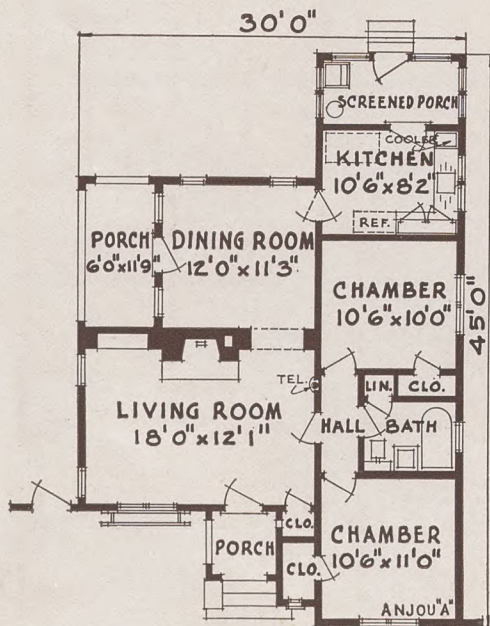 30'0"
SCREENED PORCH
COOLER
KITCHEN
10'6"x8'2"
REF.
PORCH
6'0"x11'9"
DINING ROOM
12'0"x11'3"
CHAMBER
10'6"x10'0"
45'0"
TEL.
LIN.
CLO.
LIVING ROOM
18'0"x12'1"
HALL
BATH
CLO.
PORCH
CLO.
CHAMBER
10'6"x11'0"
ANJOU "A"